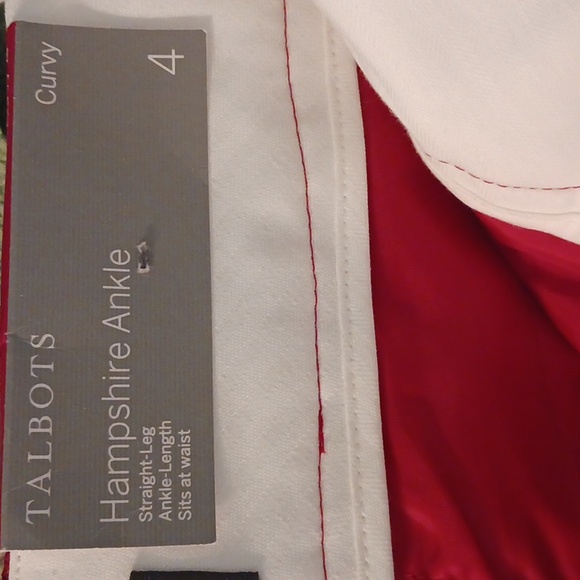 TALBOTS
Curvy
Hampshire Ankle
4
Straight-Leg
Ankle-Length
Sits at waist